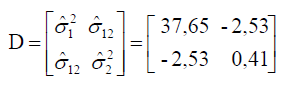 D = [ σ̂₁² σ̂₁₂ ; σ̂₁₂ σ̂₂² ] = [ 37,65 -2,53 ; -2,53 0,41 ]